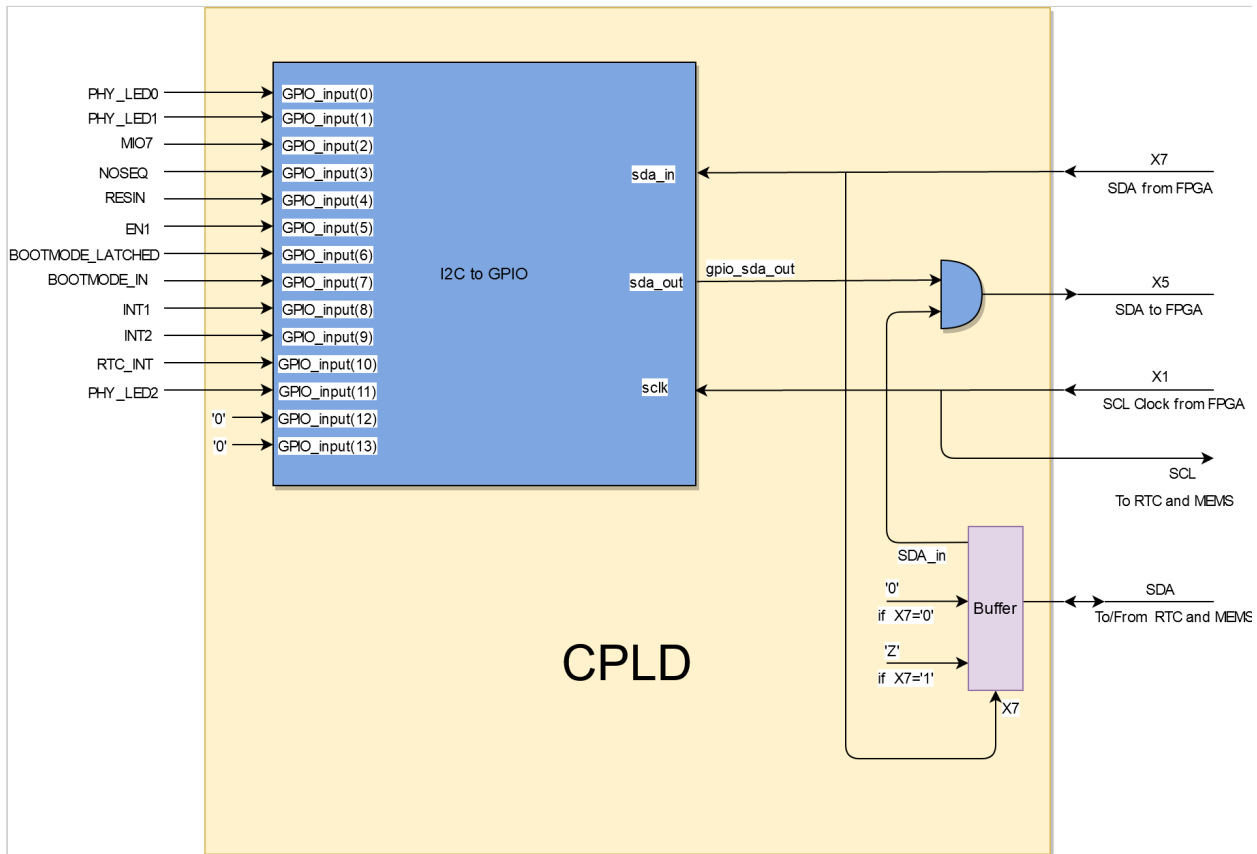 PHY_LED0
GPIO_input(0)
PHY_LED1
GPIO_input(1)
MIO7
GPIO_input(2)
NOSEQ
GPIO_input(3)
RESIN
GPIO_input(4)
EN1
GPIO_input(5)
BOOTMODE_LATCHED
GPIO_input(6)
BOOTMODE_IN
GPIO_input(7)
INT1
GPIO_input(8)
INT2
GPIO_input(9)
RTC_INT
GPIO_input(10)
PHY_LED2
GPIO_input(11)
'0'
GPIO_input(12)
'0'
GPIO_input(13)
I2C to GPIO
sda_in
sda_out
sclk
gpio_sda_out
X7
SDA from FPGA
X5
SDA to FPGA
X1
SCL Clock from FPGA
SCL
To RTC and MEMS
SDA_in
'0'
if X7='0'
'Z'
if X7='1'
Buffer
X7
SDA
To/From RTC and MEMS
CPLD